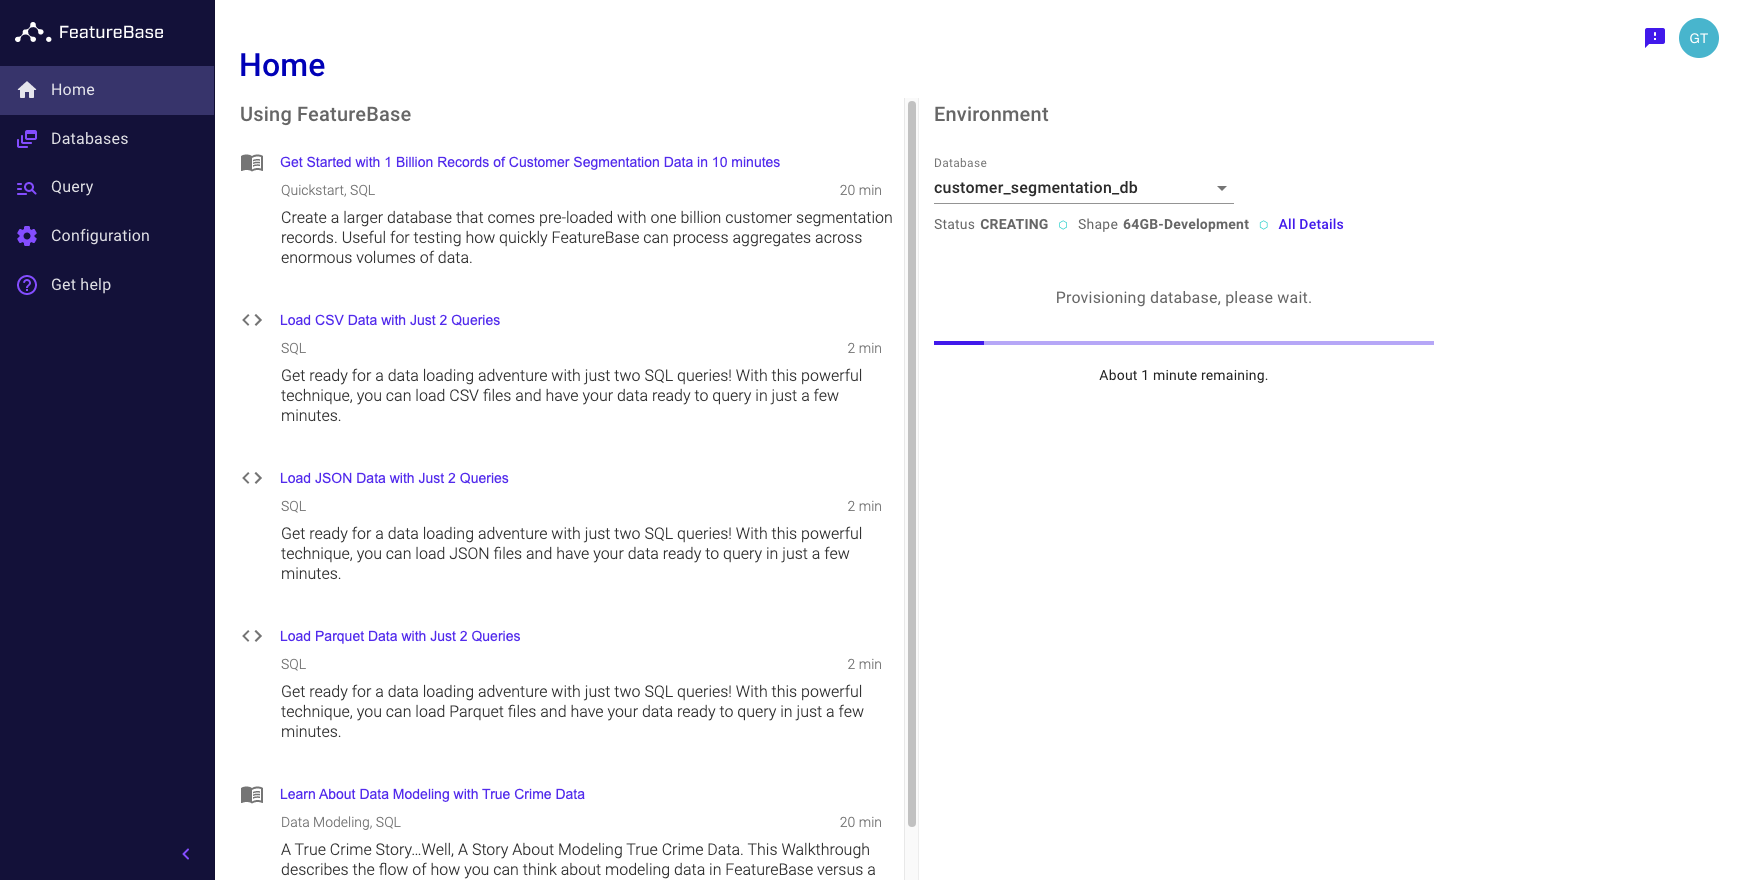 FeatureBase
Home
Databases
Query
Configuration
Get help
GT
Home
Using FeatureBase
Get Started with 1 Billion Records of Customer Segmentation Data in 10 minutes
Quickstart, SQL 20 min
Create a larger database that comes pre-loaded with one billion customer segmentation
records. Useful for testing how quickly FeatureBase can process aggregates across
enormous volumes of data.
Load CSV Data with Just 2 Queries
SQL 2 min
Get ready for a data loading adventure with just two SQL queries! With this powerful
technique, you can load CSV files and have your data ready to query in just a few
minutes.
Load JSON Data with Just 2 Queries
SQL 2 min
Get ready for a data loading adventure with just two SQL queries! With this powerful
technique, you can load JSON files and have your data ready to query in just a few
minutes.
Load Parquet Data with Just 2 Queries
SQL 2 min
Get ready for a data loading adventure with just two SQL queries! With this powerful
technique, you can load Parquet files and have your data ready to query in just a few
minutes.
Learn About Data Modeling with True Crime Data
Data Modeling, SQL 20 min
A True Crime Story...Well, A Story About Modeling True Crime Data. This Walkthrough
describes the flow of how you can think about modeling data in FeatureBase versus a
Environment
Database
customer_segmentation_db
Status CREATING Shape 64GB-Development All Details
Provisioning database, please wait.
About 1 minute remaining.